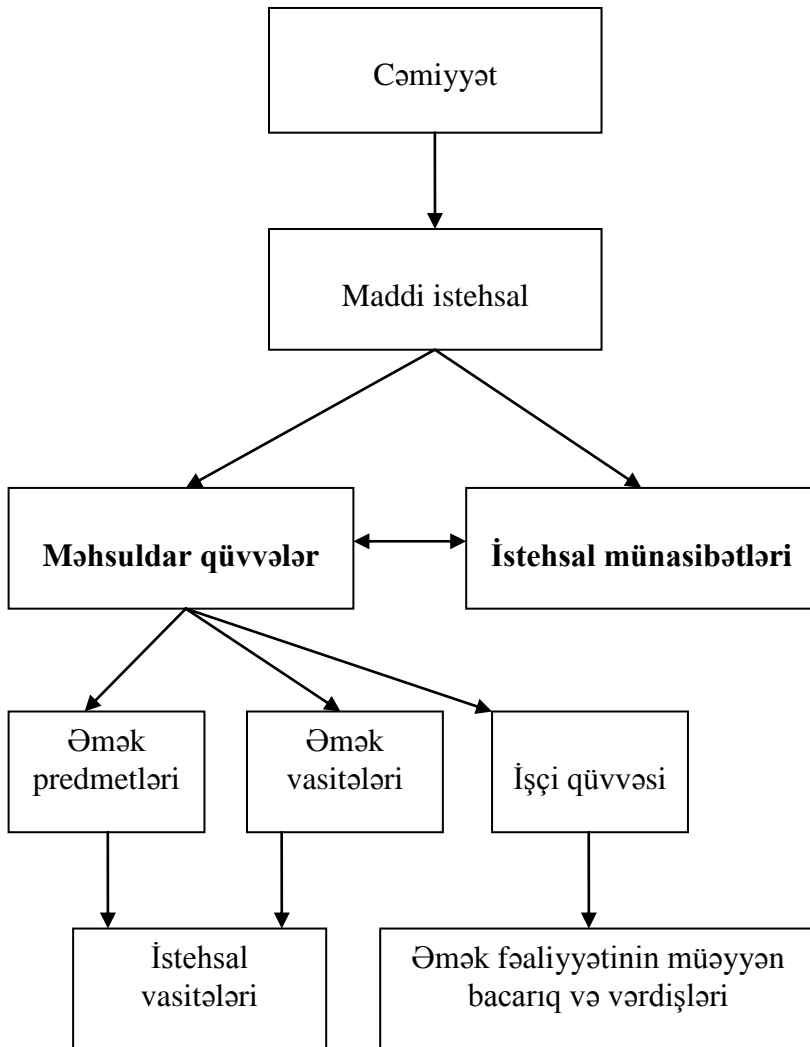 Cəmiyyət
Maddi istehsal
Məhsuldar qüvvələr
İstehsal münasibətləri
Əmək
predmetləri
Əmək
vasitələri
İşçi qüvvəsi
İstehsal
vasitələri
Əmək fəaliyyətinin müəyyən
bacarıq və vərdişləri